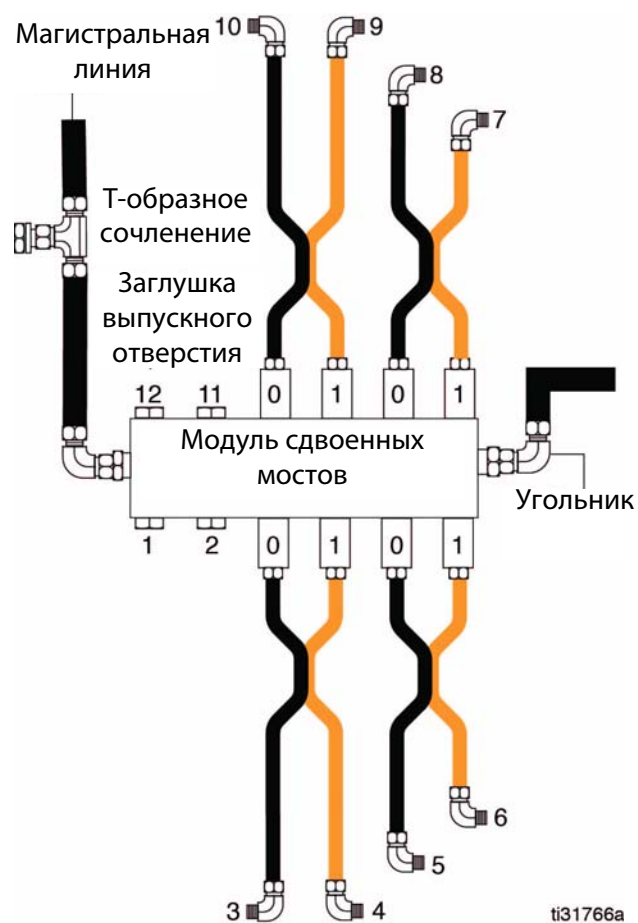 10
9
Магистральная
линия
8
7
Т-образное
сочленение
Заглушка
выпускного
отверстия
12
11
0
1
0
1
Модуль сдвоенных
мостов
Угольник
1
2
0
1
0
1
6
5
3
4
ti31766a